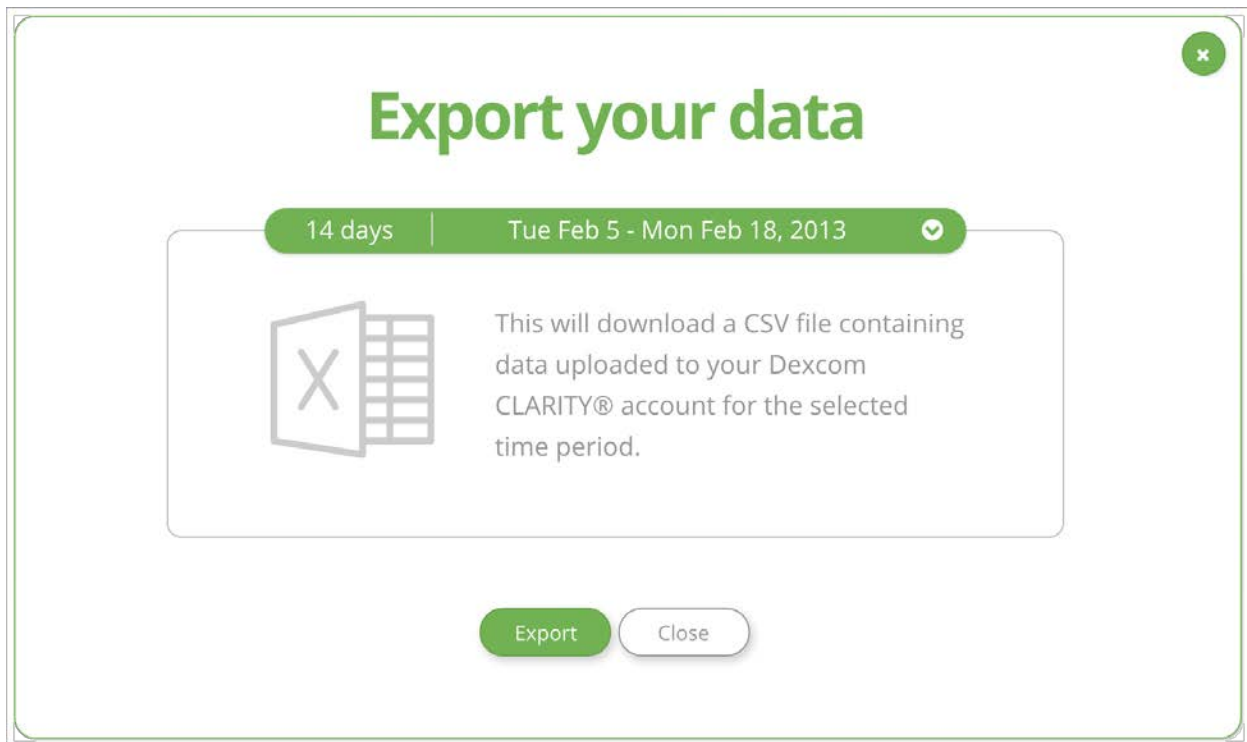 Export your data
14 days Tue Feb 5 - Mon Feb 18, 2013
This will download a CSV file containing
data uploaded to your Dexcom
CLARITY® account for the selected
time period.
X
Export Close